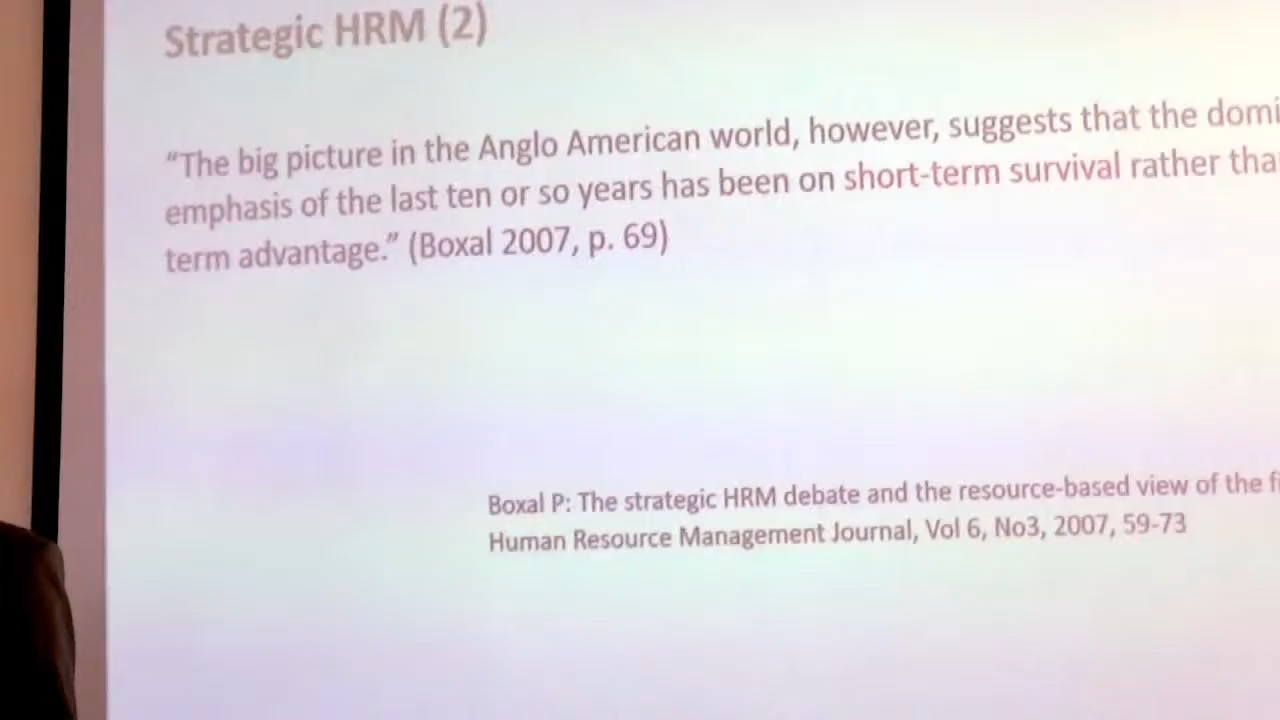 Strategic HRM (2)
“The big picture in the Anglo American world, however, suggests that the domi
emphasis of the last ten or so years has been on short-term survival rather tha
term advantage.” (Boxal 2007, p. 69)
Boxal P: The strategic HRM debate and the resource-based view of the fi
Human Resource Management Journal, Vol 6, No3, 2007, 59-73